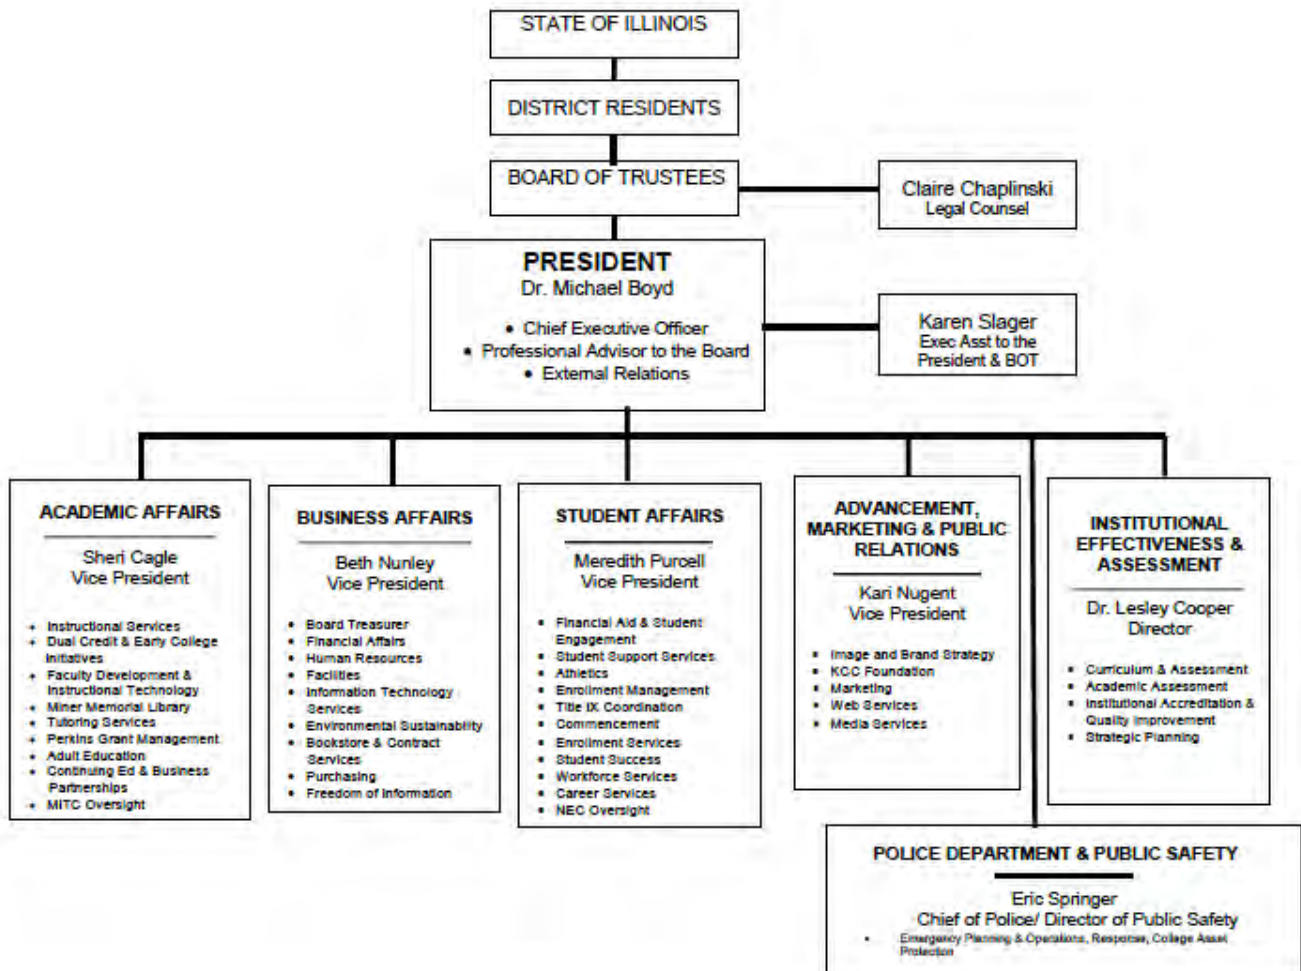 STATE OF ILLINOIS
DISTRICT RESIDENTS
BOARD OF TRUSTEES
Claire Chaplinski
Legal Counsel
PRESIDENT
Dr. Michael Boyd
• Chief Executive Officer
• Professional Advisor to the Board
• External Relations
Karen Slager
Exec Asst to the
President & BOT
ACADEMIC AFFAIRS
Sheri Cagle
Vice President
• Instructional Services
• Dual Credit & Early College
Initiatives
• Faculty Development &
Instructional Technology
• Miner Memorial Library
• Tutoring Services
• Perkins Grant Management
• Adult Education
• Continuing Ed & Business
Partnerships
• MITC Oversight
BUSINESS AFFAIRS
Beth Nunley
Vice President
• Board Treasurer
• Financial Affairs
• Human Resources
• Facilities
• Information Technology
Services
• Environmental Sustainability
• Bookstore & Contract
Services
• Purchasing
• Freedom of Information
STUDENT AFFAIRS
Meredith Purcell
Vice President
• Financial Aid & Student
Engagement
• Student Support Services
• Athletics
• Enrollment Management
• Title IX Coordination
• Commencement
• Enrollment Services
• Student Success
• Workforce Services
• Career Services
• NEC Oversight
ADVANCEMENT,
MARKETING & PUBLIC
RELATIONS
Kari Nugent
Vice President
• Image and Brand Strategy
• KCC Foundation
• Marketing
• Web Services
• Media Services
INSTITUTIONAL
EFFECTIVENESS &
ASSESSMENT
Dr. Lesley Cooper
Director
• Curriculum & Assessment
• Academic Assessment
• Institutional Accreditation &
Quality Improvement
• Strategic Planning
POLICE DEPARTMENT & PUBLIC SAFETY
Eric Springer
Chief of Police/ Director of Public Safety
• Emergency Planning & Operations, Response, College Asset
Protection